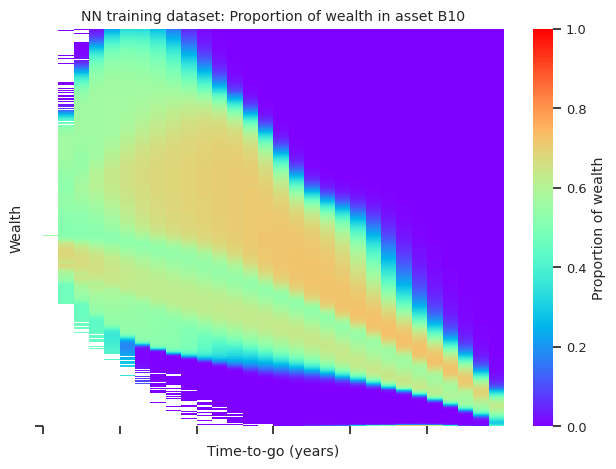 NN training dataset: Proportion of wealth in asset B10
Wealth
Time-to-go (years)
1.0
0.8
0.6
0.4
0.2
0.0
Proportion of wealth